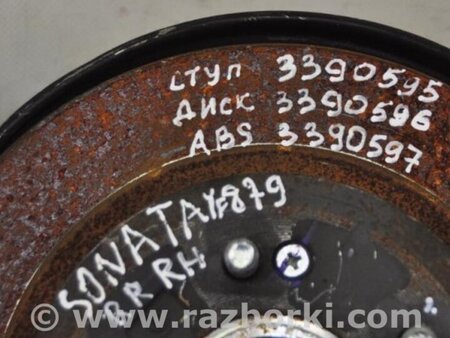 СТУП 3390595
ДИСК 3390596
ABS 3390597
SONATA YF879
RR RH
www.razborki.com